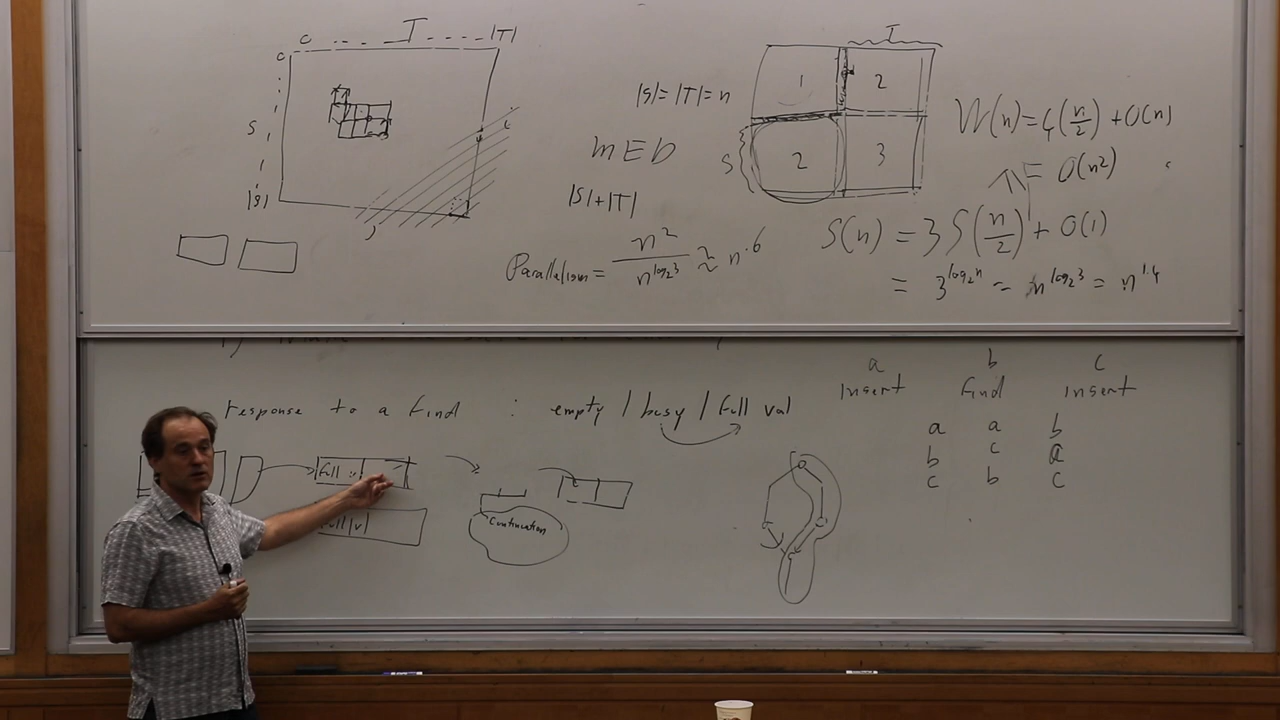 0 ---- T ---- |T|
0
S
|S|
i
j
|S|=|T|=n
MED
|S|+|T|
Parallelism = n^2 / n^{log_2 3} ≈ n^.6
T
1 2
S 2 3
W(n)=4(n/2)+O(n)
= O(n^2)
S(n) = 3S(n/2)+O(1)
= 3^{log_2 n} = n^{log_2 3} = n^{1.4}
response to a find : empty / busy / full val
full v
full|v|
Continuation
a b c
Insert find insert
a a b
b c a
c b c